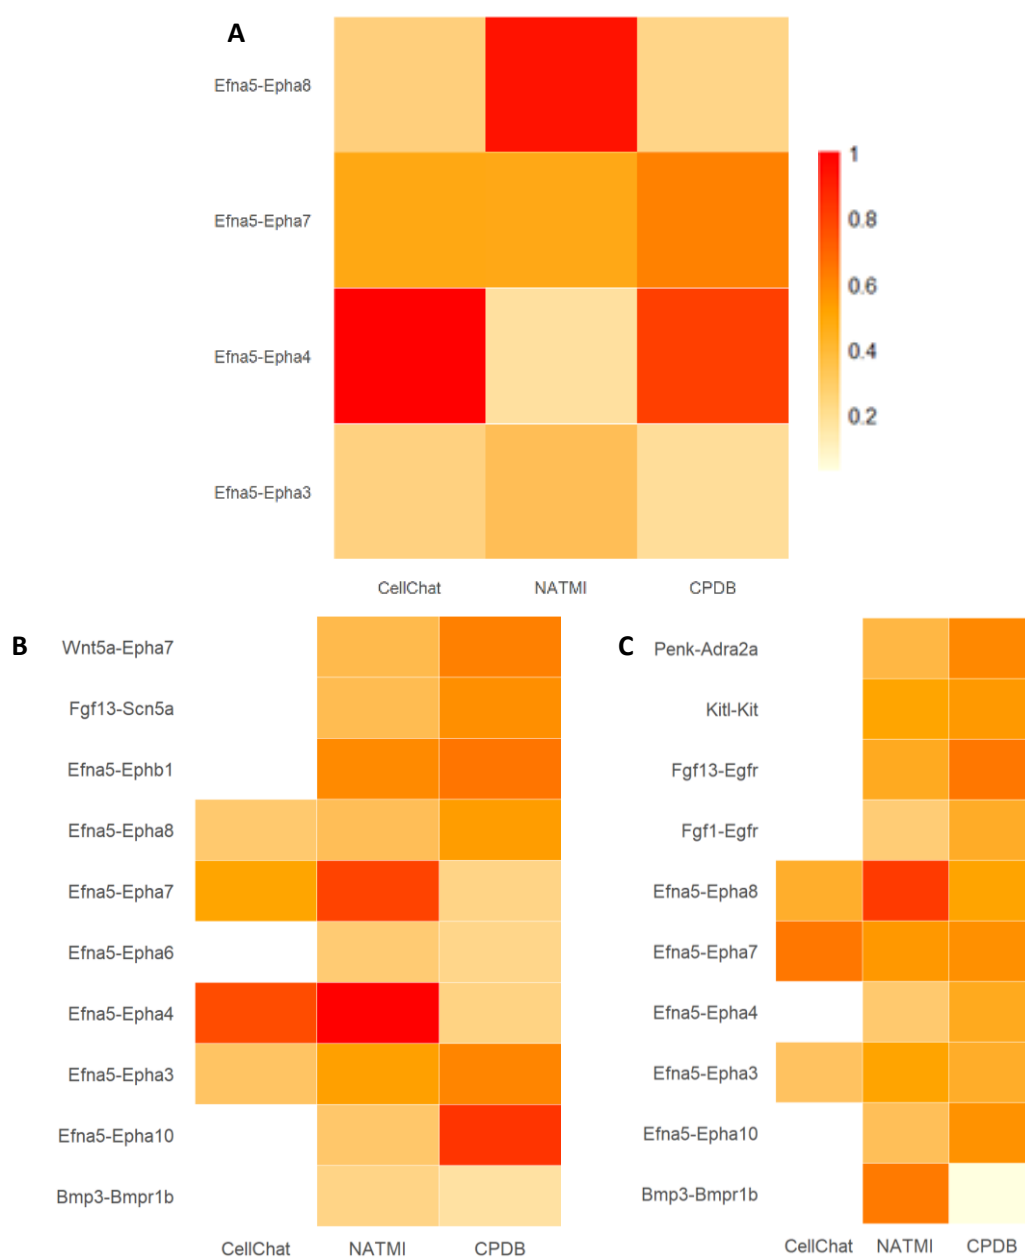 A
Efna5-Epha8
Efna5-Epha7
Efna5-Epha4
Efna5-Epha3
CellChat NATMI CPDB
1
0.8
0.6
0.4
0.2
B
Wnt5a-Epha7
Fgf13-Scn5a
Efna5-Ephb1
Efna5-Epha8
Efna5-Epha7
Efna5-Epha6
Efna5-Epha4
Efna5-Epha3
Efna5-Epha10
Bmp3-Bmpr1b
CellChat NATMI CPDB
C
Penk-Adra2a
Kitl-Kit
Fgf13-Egfr
Fgf1-Egfr
Efna5-Epha8
Efna5-Epha7
Efna5-Epha4
Efna5-Epha3
Efna5-Epha10
Bmp3-Bmpr1b
CellChat NATMI CPDB